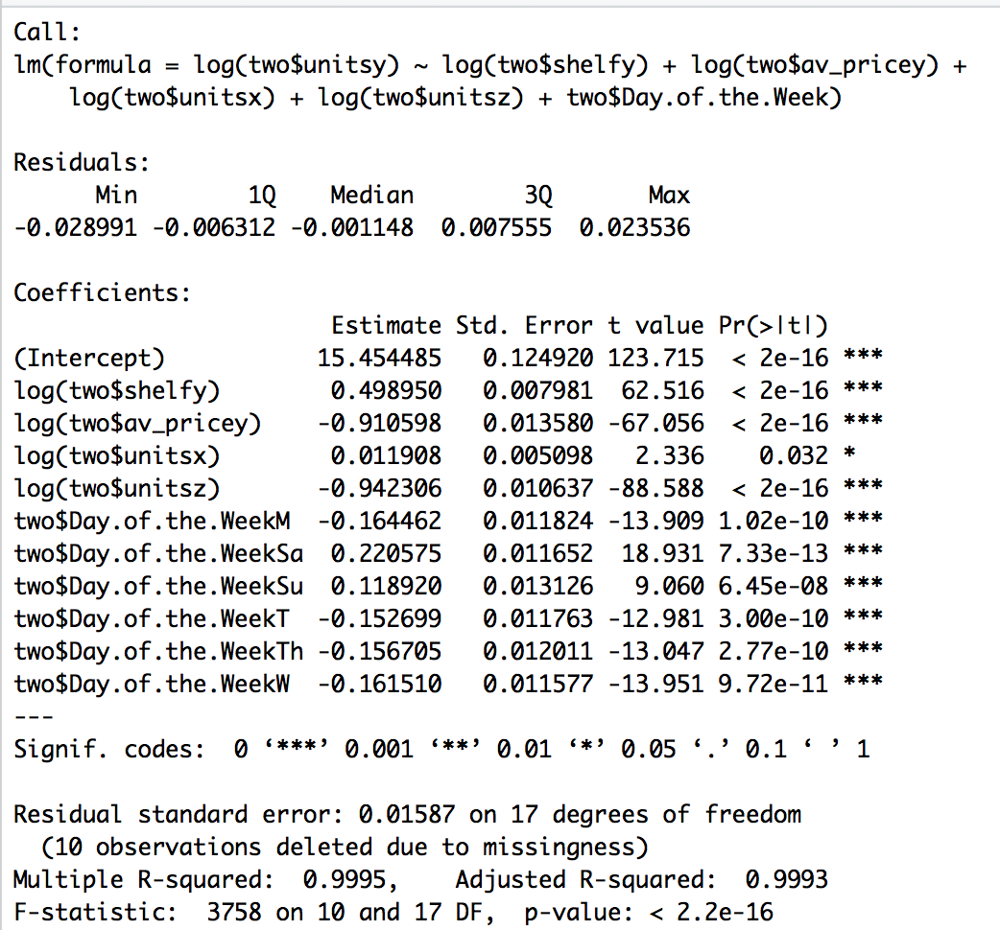 Call:
lm(formula = log(two$unitsy) ~ log(two$shelfy) + log(two$av_pricey) +
    log(two$unitsx) + log(two$unitsz) + two$Day.of.the.Week)

Residuals:
      Min        1Q    Median        3Q       Max
-0.028991 -0.006312 -0.001148  0.007555  0.023536

Coefficients:
                       Estimate Std. Error t value Pr(>|t|)
(Intercept)           15.454485   0.124920 123.715  < 2e-16 ***
log(two$shelfy)        0.498950   0.007981  62.516  < 2e-16 ***
log(two$av_pricey)    -0.910598   0.013580 -67.056  < 2e-16 ***
log(two$unitsx)        0.011908   0.005098   2.336    0.032 *
log(two$unitsz)       -0.942306   0.010637 -88.588  < 2e-16 ***
two$Day.of.the.WeekM  -0.164462   0.011824 -13.909 1.02e-10 ***
two$Day.of.the.WeekSa  0.220575   0.011652  18.931 7.33e-13 ***
two$Day.of.the.WeekSu  0.118920   0.013126   9.060 6.45e-08 ***
two$Day.of.the.WeekT  -0.152699   0.011763 -12.981 3.00e-10 ***
two$Day.of.the.WeekTh -0.156705   0.012011 -13.047 2.77e-10 ***
two$Day.of.the.WeekW  -0.161510   0.011577 -13.951 9.72e-11 ***
---
Signif. codes:  0 ‘***’ 0.001 ‘**’ 0.01 ‘*’ 0.05 ‘.’ 0.1 ‘ ’ 1

Residual standard error: 0.01587 on 17 degrees of freedom
  (10 observations deleted due to missingness)
Multiple R-squared:  0.9995,    Adjusted R-squared:  0.9993
F-statistic:  3758 on 10 and 17 DF,  p-value: < 2.2e-16